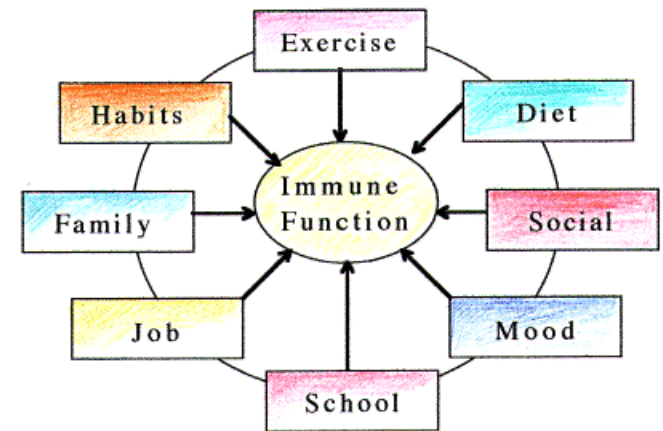 Exercise
Habits
Diet
Immune
Function
Family
Social
Job
Mood
School